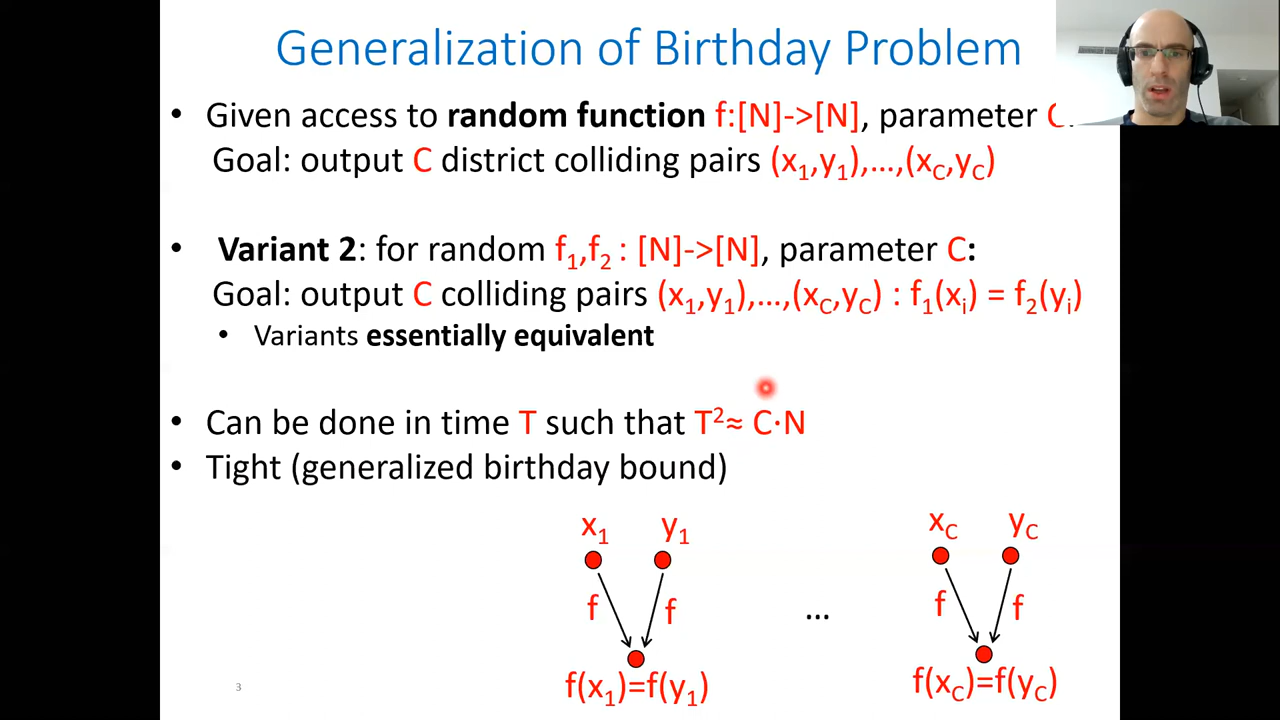 Generalization of Birthday Problem
• Given access to random function f:[N]->[N], parameter C:
Goal: output C district colliding pairs (x₁,y₁),…,(x_C,y_C)
• Variant 2: for random f₁,f₂ : [N]->[N], parameter C:
Goal: output C colliding pairs (x₁,y₁),…,(x_C,y_C) : f₁(xᵢ) = f₂(yᵢ)
• Variants essentially equivalent
• Can be done in time T such that T²≈ C·N
• Tight (generalized birthday bound)
x₁ y₁ x_C y_C
f f … f f
f(x₁)=f(y₁) f(x_C)=f(y_C)
3